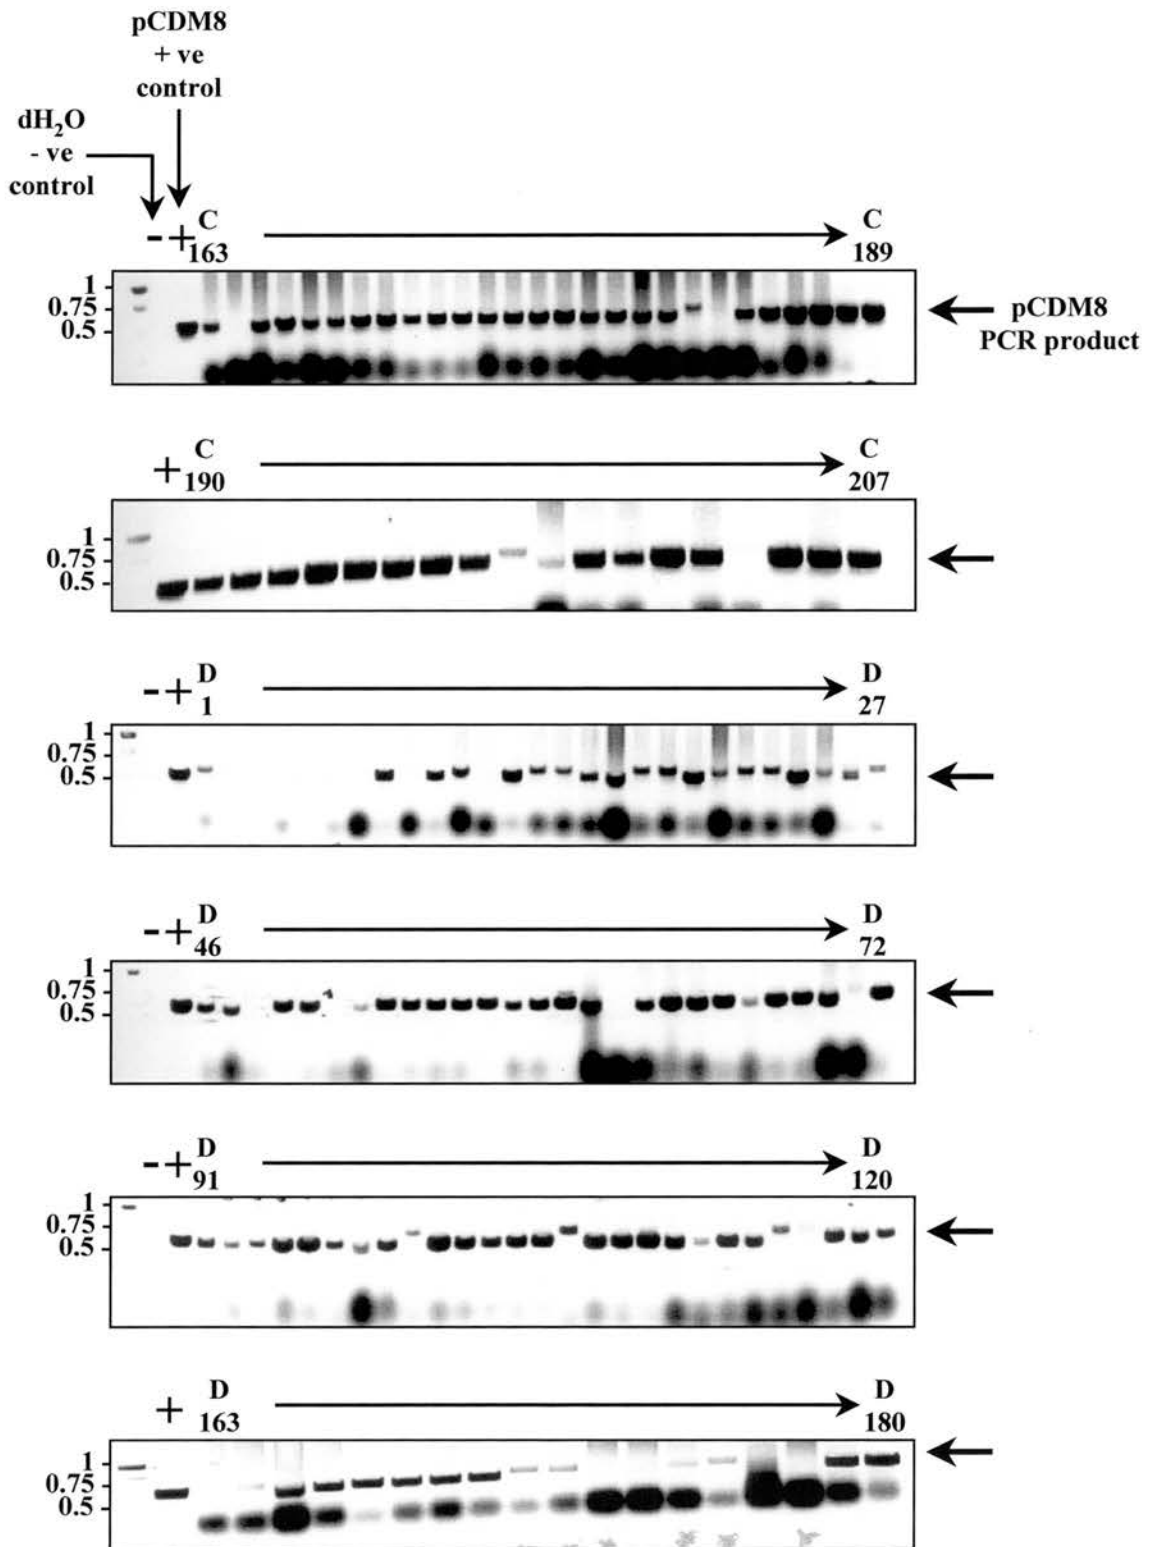 pCDM8
+ ve
control
dH₂O
- ve
control
- +
C
163
C
189
1
0.75
0.5
pCDM8
PCR product
+
C
190
C
207
1
0.75
0.5
- +
D
1
D
27
1
0.75
0.5
- +
D
46
D
72
1
0.75
0.5
- +
D
91
D
120
1
0.75
0.5
+
D
163
D
180
1
0.75
0.5